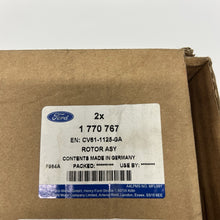 Ford
2x
1 770 767
EN: CV61-1125-GA
ROTOR ASY
CONTENTS MADE IN GERMANY
F984A PACKED: ******** USE BY: ********